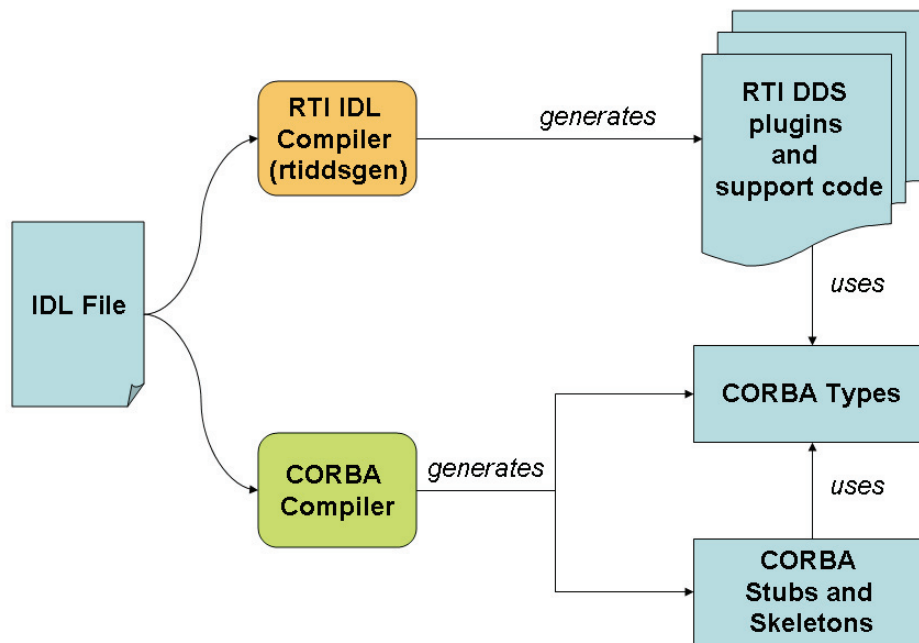 RTI IDL
Compiler
(rtiddsgen)
generates
RTI DDS
plugins
and
support code
IDL File
uses
CORBA Types
CORBA
Compiler
generates
uses
CORBA
Stubs and
Skeletons